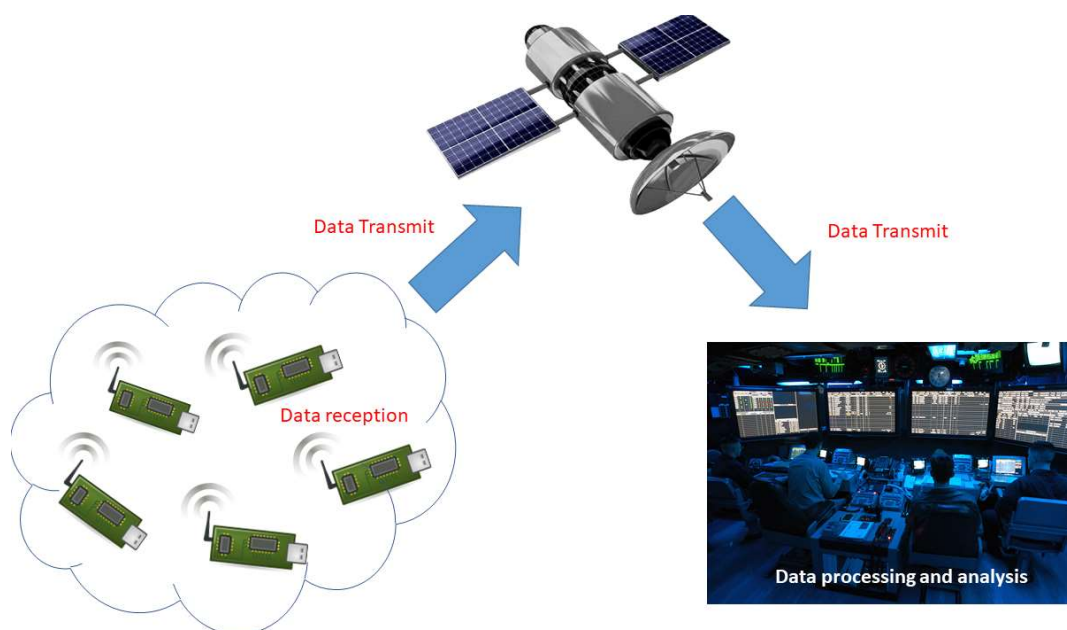 Data Transmit
Data Transmit
Data reception
Data processing and analysis